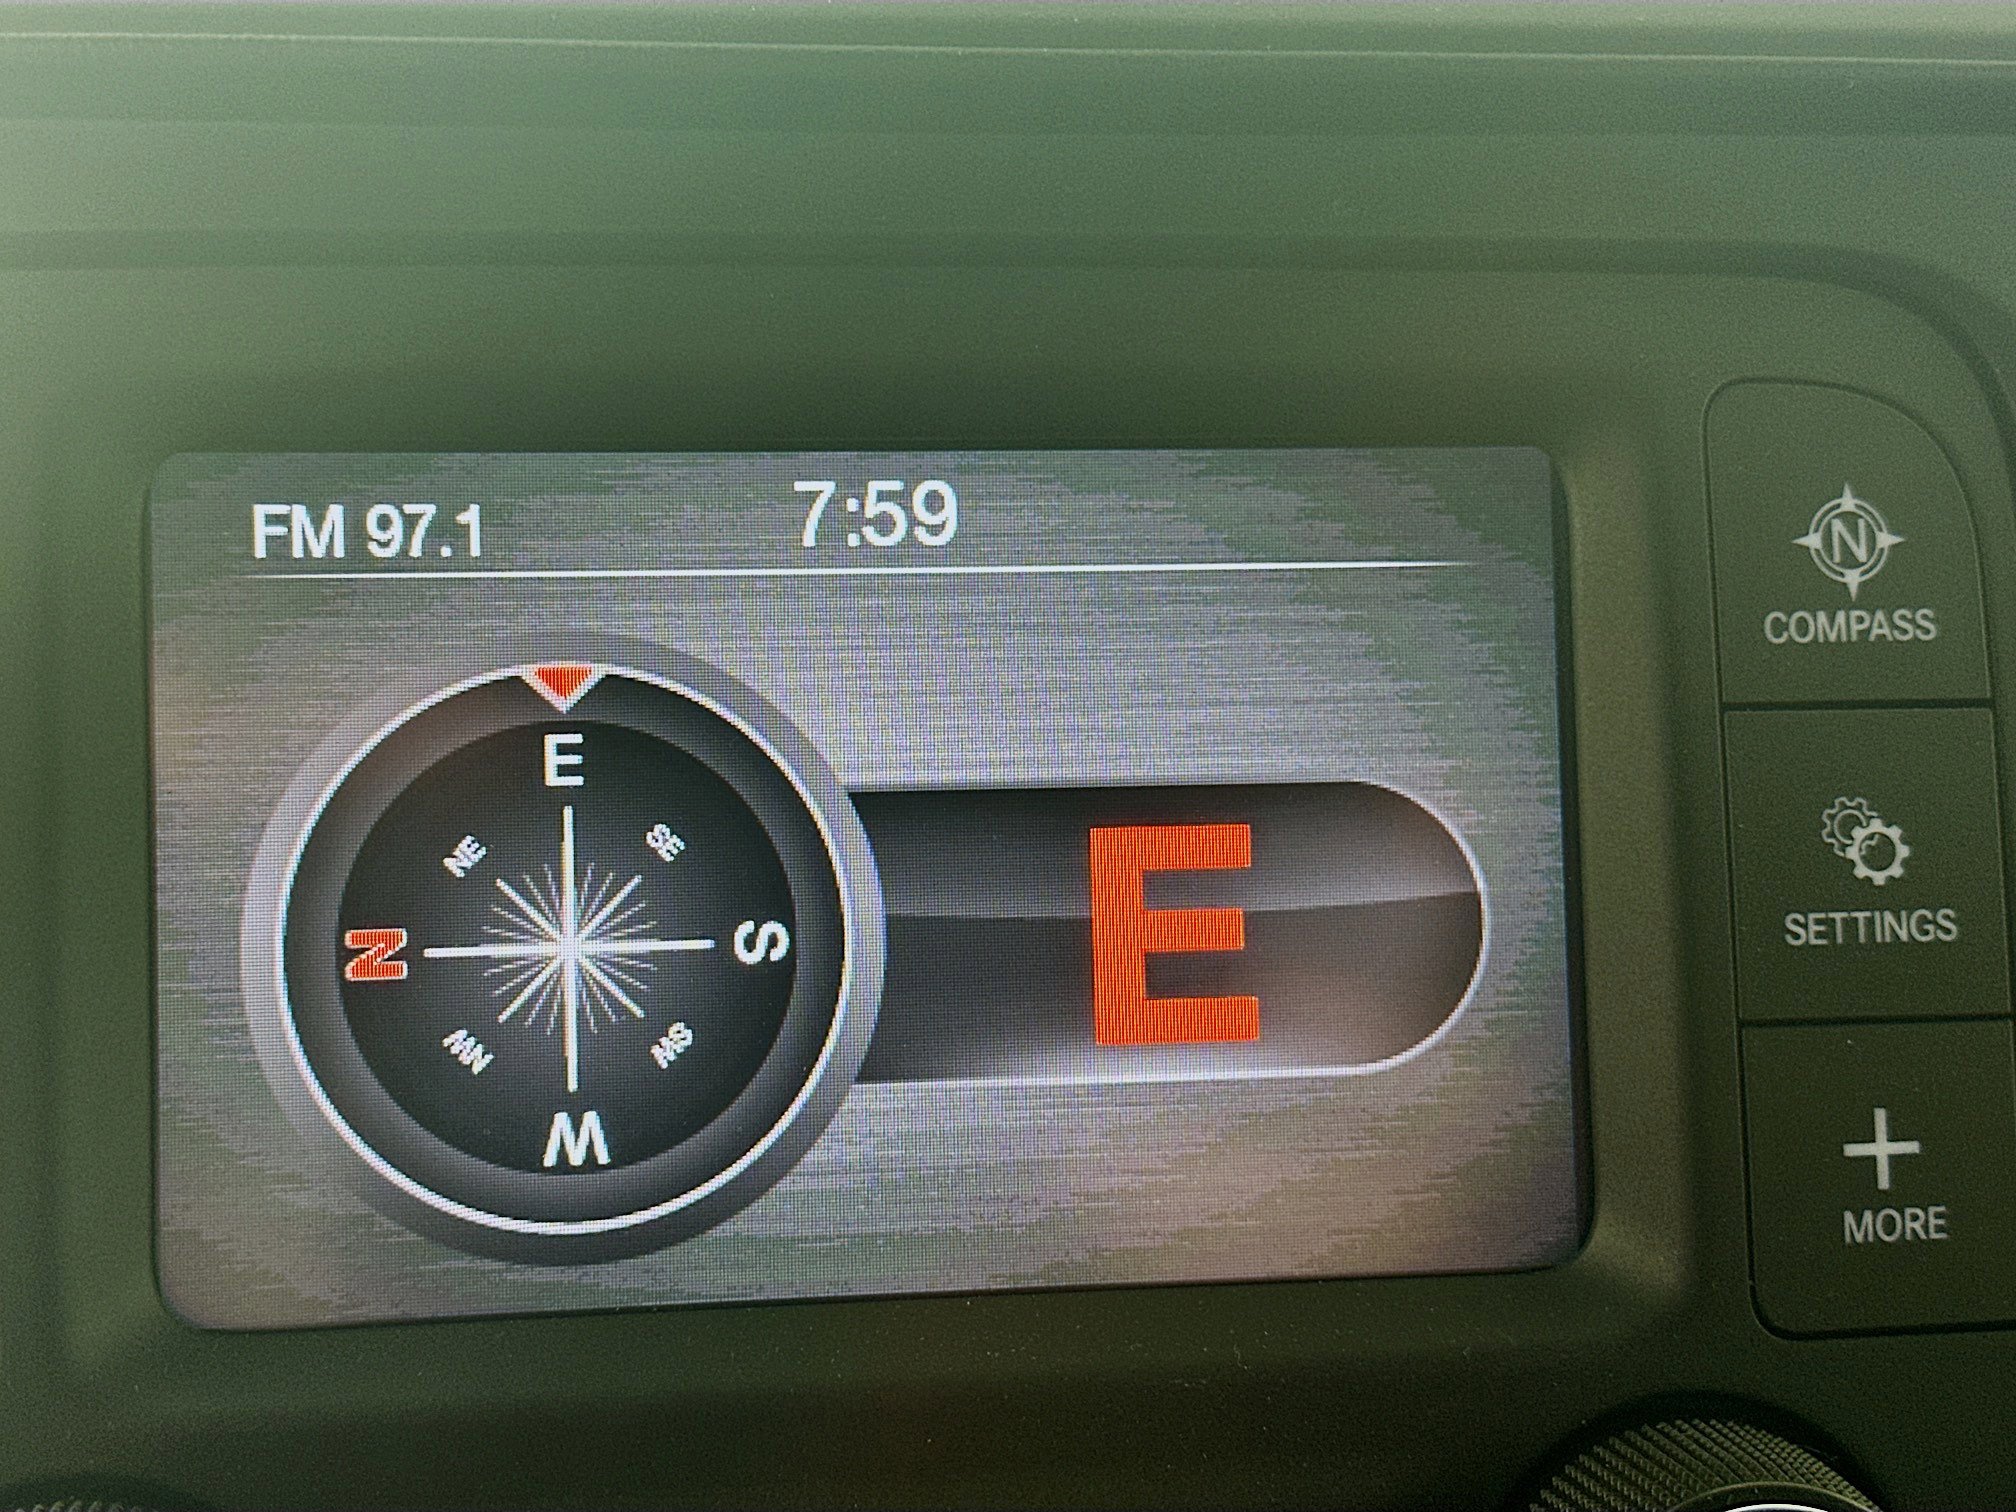 FM 97.1 7:59
N
COMPASS
E
NE SE
N S
E
NW SW
W
SETTINGS
MORE